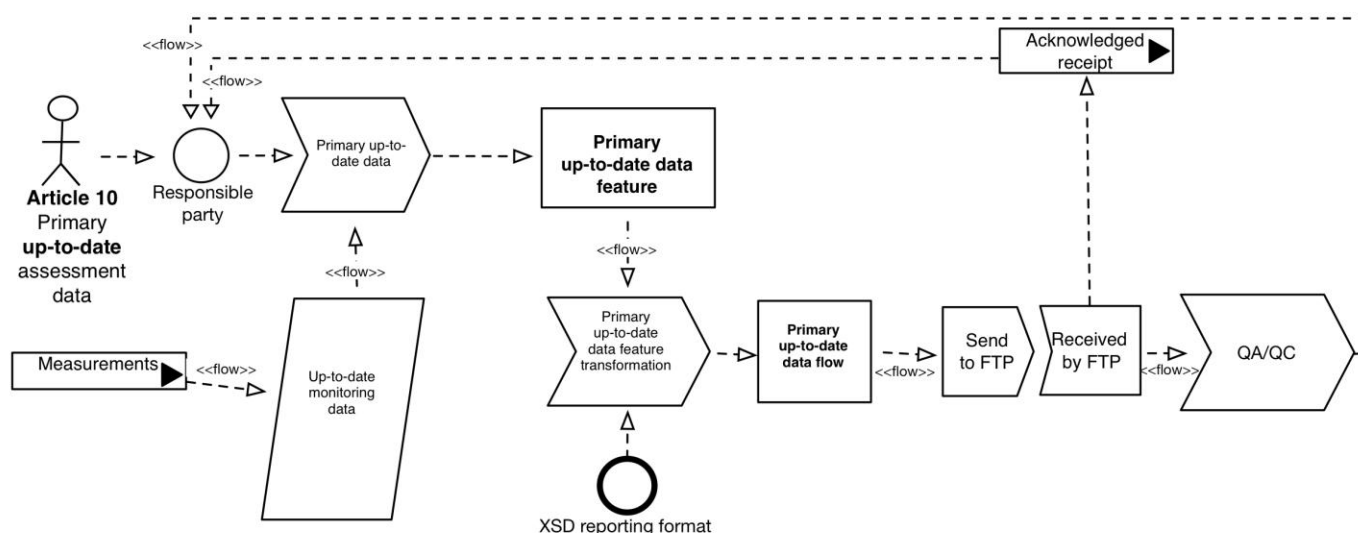 <<flow>>
Acknowledged
receipt
<<flow>>
Primary up-to-
date data
Primary
up-to-date data
feature
Article 10
Primary
up-to-date
assessment
data
Responsible
party
<<flow>>
<<flow>>
Measurements
<<flow>>
Up-to-date
monitoring
data
Primary
up-to-date
data feature
transformation
Primary
up-to-date
data flow
<<flow>>
Send
to FTP
Received
by FTP
<<flow>>
QA/QC
XSD reporting format